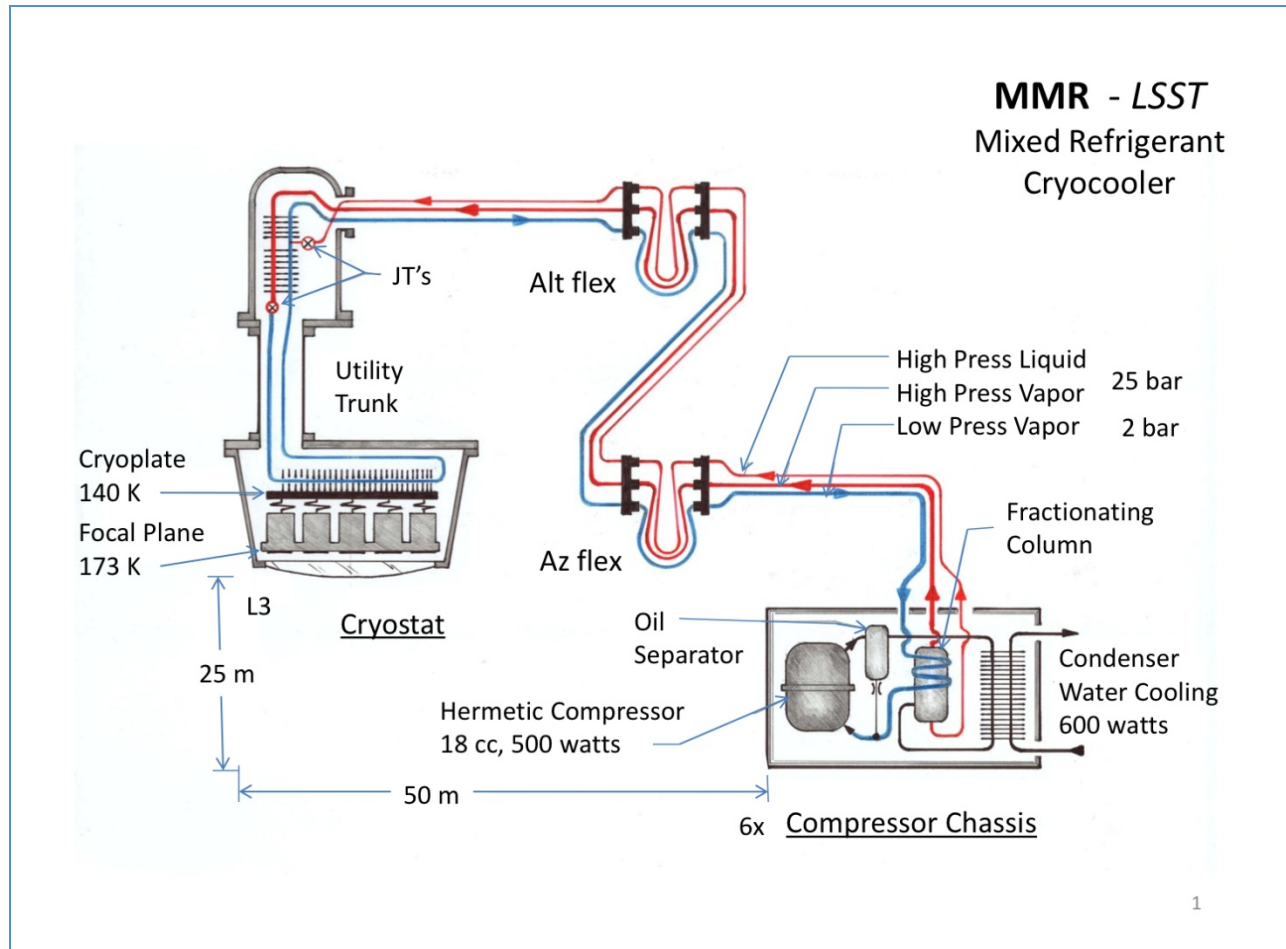 MMR - LSST
Mixed Refrigerant
Cryocooler
JT's
Alt flex
Utility
Trunk
High Press Liquid
High Press Vapor
25 bar
Low Press Vapor
2 bar
Cryoplate
140 K
Focal Plane
173 K
Az flex
Fractionating
Column
L3
Cryostat
Oil
Separator
25 m
Condenser
Water Cooling
600 watts
Hermetic Compressor
18 cc, 500 watts
50 m
6x Compressor Chassis
1